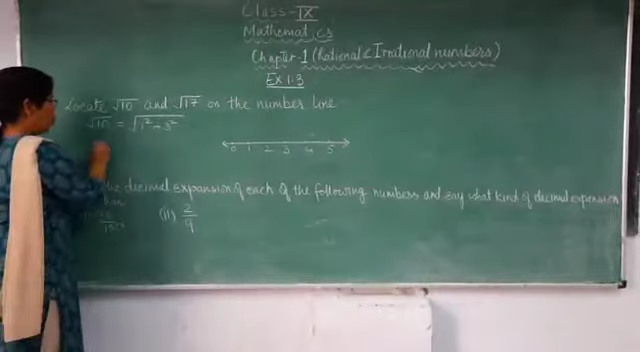 Class-IX
Mathematics
Chapter-1 (Rational & Irrational numbers)
Ex 1.3
Locate √10 and √17 on the number line
√10 = √1²+3²
0 1 2 3 4 5
the decimal expansion of each of the following numbers and say what kind of decimal expansion
(ii) 2/9